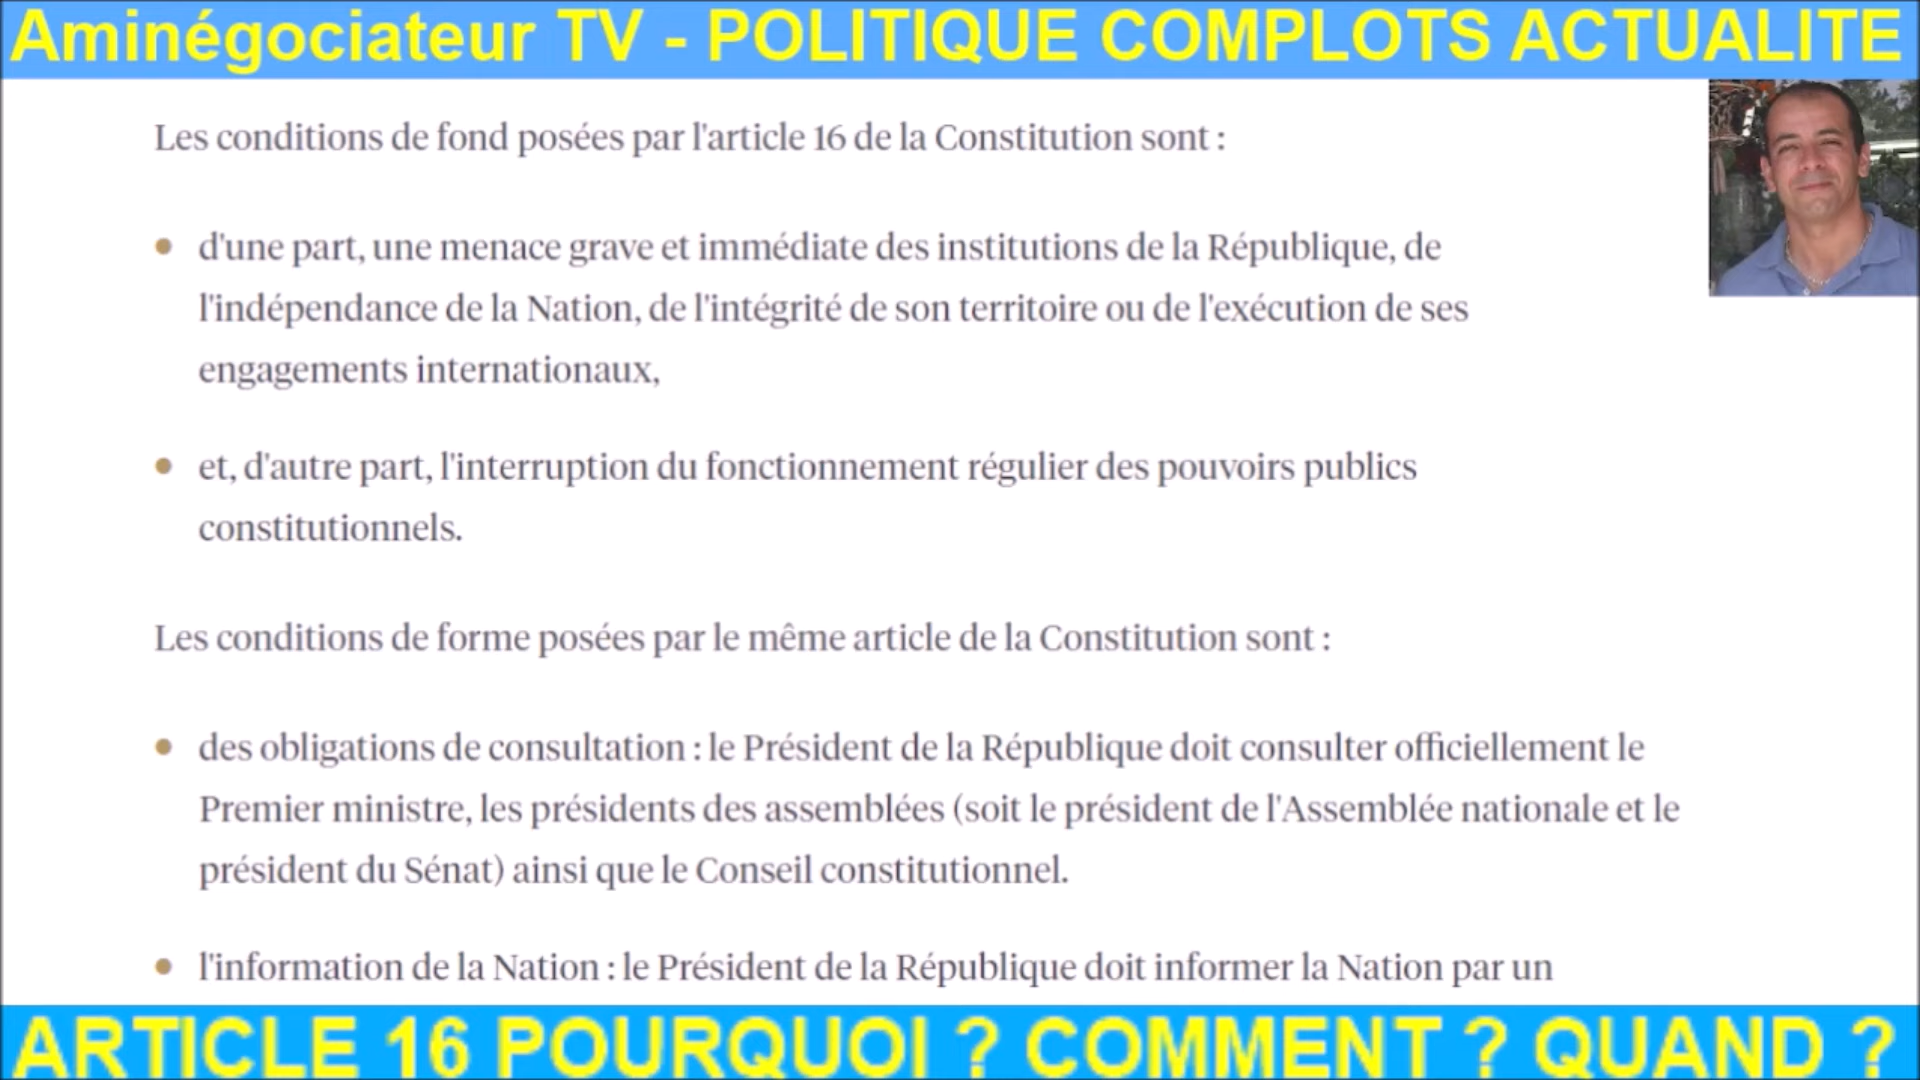 Aminégociateur TV - POLITIQUE COMPLOTS ACTUALITE
Les conditions de fond posées par l'article 16 de la Constitution sont :
d'une part, une menace grave et immédiate des institutions de la République, de
l'indépendance de la Nation, de l'intégrité de son territoire ou de l'exécution de ses
engagements internationaux,
et, d'autre part, l'interruption du fonctionnement régulier des pouvoirs publics
constitutionnels.
Les conditions de forme posées par le même article de la Constitution sont :
des obligations de consultation : le Président de la République doit consulter officiellement le
Premier ministre, les présidents des assemblées (soit le président de l'Assemblée nationale et le
président du Sénat) ainsi que le Conseil constitutionnel.
l'information de la Nation : le Président de la République doit informer la Nation par un
ARTICLE 16 POURQUOI ? COMMENT ? QUAND ?